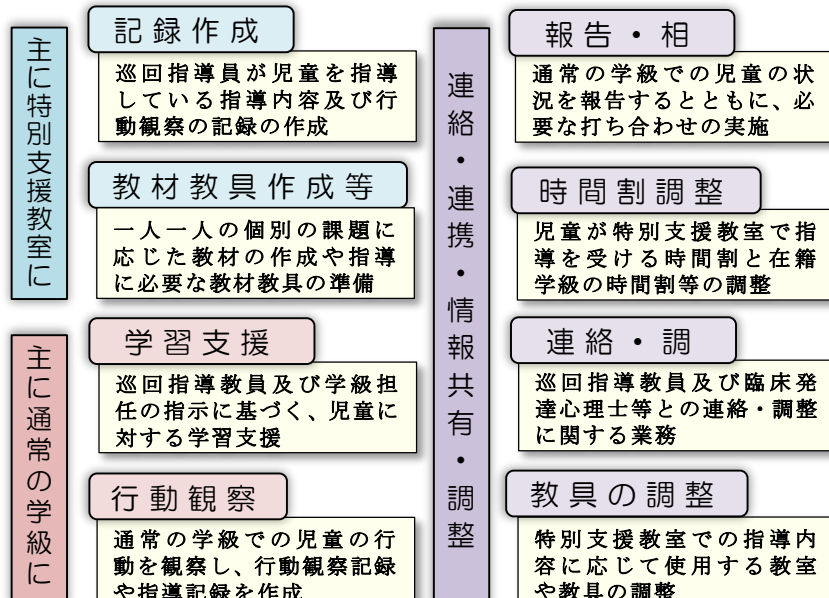 主に特別支援教室に
記録作成
巡回指導員が児童を指導
している指導内容及び行
動観察の記録の作成
教材教具作成等
一人一人の個別の課題に
応じた教材の作成や指導
に必要な教材教具の準備
主に通常の学級に
学習支援
巡回指導教員及び学級担
任の指示に基づく、児童に
対する学習支援
行動観察
通常の学級での児童の行
動を観察し、行動観察記録
や指導記録を作成
連絡・連携・情報共有・調整
報告・相
通常の学級での児童の状
況を報告するとともに、必
要な打ち合わせの実施
時間割調整
児童が特別支援教室で指
導を受ける時間割と在籍
学級の時間割等の調整
連絡・調
巡回指導教員及び臨床発
達心理士等との連絡・調整
に関する業務
教具の調整
特別支援教室での指導内
容に応じて使用する教室
や教具の調整